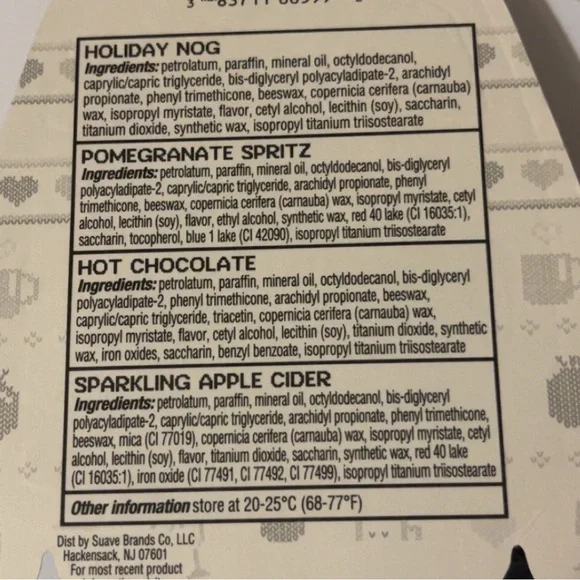 HOLIDAY NOG
Ingredients: petrolatum, paraffin, mineral oil, octyldodecanol,
caprylic/capric triglyceride, bis-diglyceryl polyacyladipate-2, arachidyl
propionate, phenyl trimethicone, beeswax, copernicia cerifera (carnauba)
wax, isopropyl myristate, flavor, cetyl alcohol, lecithin (soy), saccharin,
titanium dioxide, synthetic wax, isopropyl titanium triisostearate
POMEGRANATE SPRITZ
Ingredients: petrolatum, paraffin, mineral oil, octyldodecanol, bis-diglyceryl
polyacyladipate-2, caprylic/capric triglyceride, arachidyl propionate, phenyl
trimethicone, beeswax, copernicia cerifera (carnauba) wax, isopropyl myristate, cetyl
alcohol, lecithin (soy), flavor, ethyl alcohol, synthetic wax, red 40 lake (CI 16035:1),
saccharin, tocopherol, blue 1 lake (CI 42090), isopropyl titanium triisostearate
HOT CHOCOLATE
Ingredients: petrolatum, paraffin, mineral oil, octyldodecanol, bis-diglyceryl
polyacyladipate-2, phenyl trimethicone, arachidyl propionate, beeswax,
caprylic/capric triglyceride, triacetin, copernicia cerifera (carnauba) wax,
isopropyl myristate, flavor, cetyl alcohol, lecithin (soy), titanium dioxide, synthetic
wax, iron oxides, saccharin, benzyl benzoate, isopropyl titanium triisostearate
SPARKLING APPLE CIDER
Ingredients: petrolatum, paraffin, mineral oil, octyldodecanol, bis-diglyceryl
polyacyladipate-2, caprylic/capric triglyceride, arachidyl propionate, phenyl trimethicone,
beeswax, mica (CI 77019), copernicia cerifera (carnauba) wax, isopropyl myristate, cetyl
alcohol, lecithin (soy), flavor, titanium dioxide, saccharin, synthetic wax, red 40 lake
(CI 16035:1), iron oxide (CI 77491, CI 77492, CI 77499), isopropyl titanium triisostearate
Other information store at 20-25°C (68-77°F)
Dist by Suave Brands Co, LLC
Hackensack, NJ 07601
For most recent product